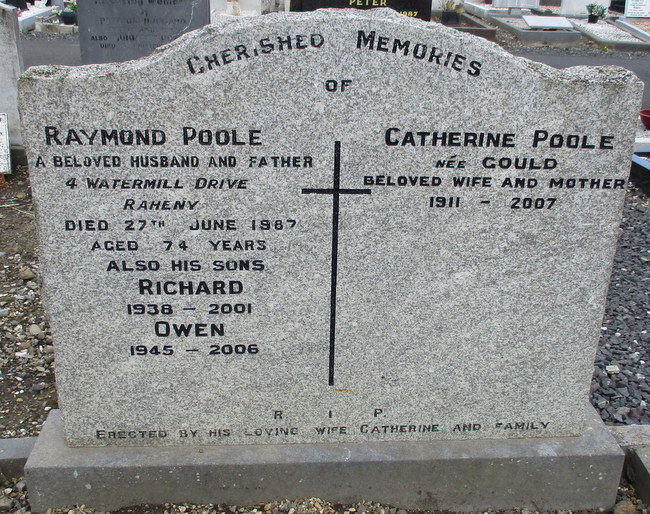 PETER
CHERISHED MEMORIES
OF
RAYMOND POOLE
A BELOVED HUSBAND AND FATHER
4 WATERMILL DRIVE
RAHENY
DIED 27TH JUNE 1987
AGED 74 YEARS
ALSO HIS SONS
RICHARD
1938 – 2001
OWEN
1945 – 2006
CATHERINE POOLE
NÉE GOULD
BELOVED WIFE AND MOTHER
1911 – 2007
R I P
ERECTED BY HIS LOVING WIFE CATHERINE AND FAMILY